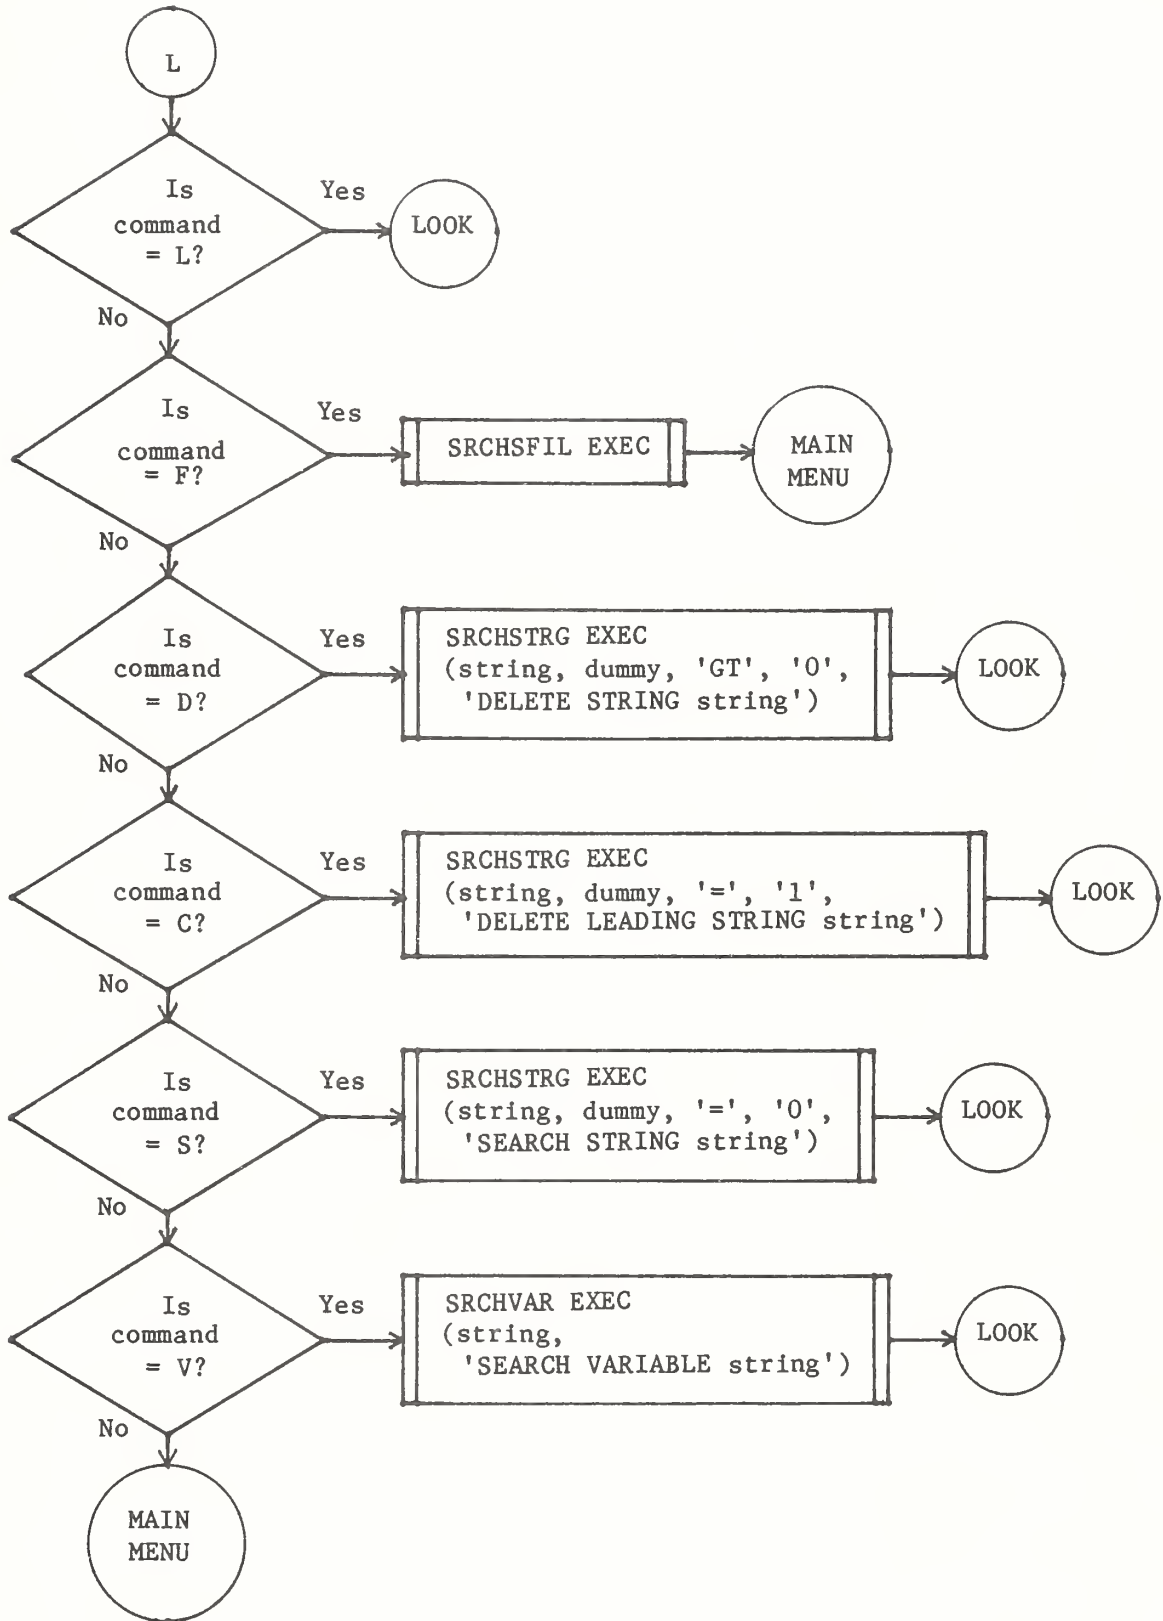 L
Is
command
= L?
Yes
LOOK
No
Is
command
= F?
Yes
SRCHSFIL EXEC
MAIN
MENU
No
Is
command
= D?
Yes
SRCHSTRG EXEC
(string, dummy, 'GT', '0',
'DELETE STRING string')
LOOK
No
Is
command
= C?
Yes
SRCHSTRG EXEC
(string, dummy, '=', '1',
'DELETE LEADING STRING string')
LOOK
No
Is
command
= S?
Yes
SRCHSTRG EXEC
(string, dummy, '=', '0',
'SEARCH STRING string')
LOOK
No
Is
command
= V?
Yes
SRCHVAR EXEC
(string,
'SEARCH VARIABLE string')
LOOK
No
MAIN
MENU